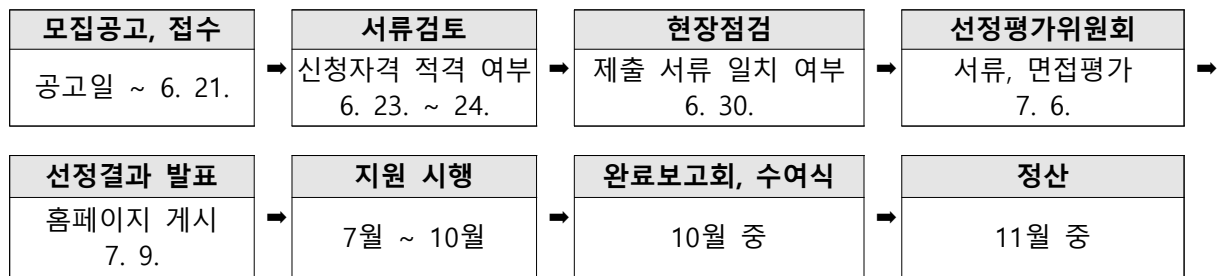 모집공고, 접수
공고일 ~ 6. 21.
➡
서류검토
신청자격 적격 여부
6. 23. ~ 24.
➡
현장점검
제출 서류 일치 여부
6. 30.
➡
선정평가위원회
서류, 면접평가
7. 6.
➡
선정결과 발표
홈페이지 게시
7. 9.
➡
지원 시행
7월 ~ 10월
➡
완료보고회, 수여식
10월 중
➡
정산
11월 중